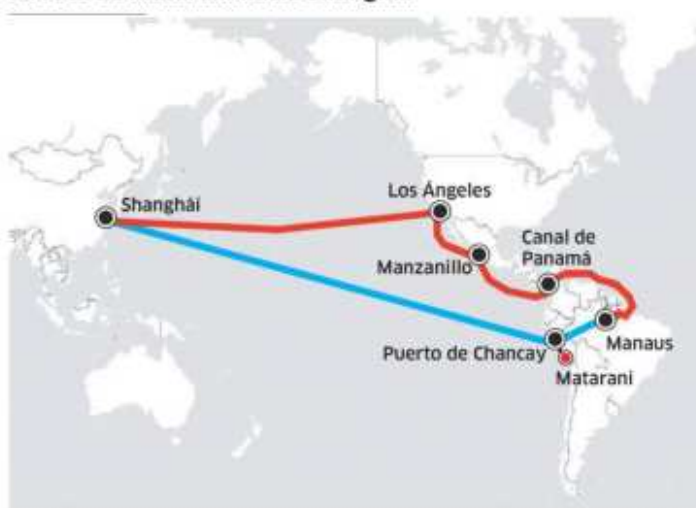 Shanghái
Los Ángeles
Canal de
Panamá
Manzanillo
Puerto de Chancay
Manaus
Matarani